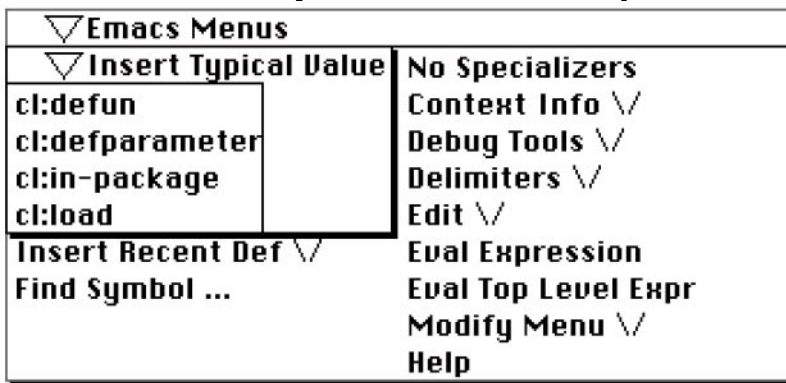 ▽Emacs Menus
▽Insert Typical Value
cl:defun
cl:defparameter
cl:in-package
cl:load
Insert Recent Def \/
Find Symbol ...
No Specializers
Context Info \/
Debug Tools \/
Delimiters \/
Edit \/
Eval Expression
Eval Top Level Expr
Modify Menu \/
Help